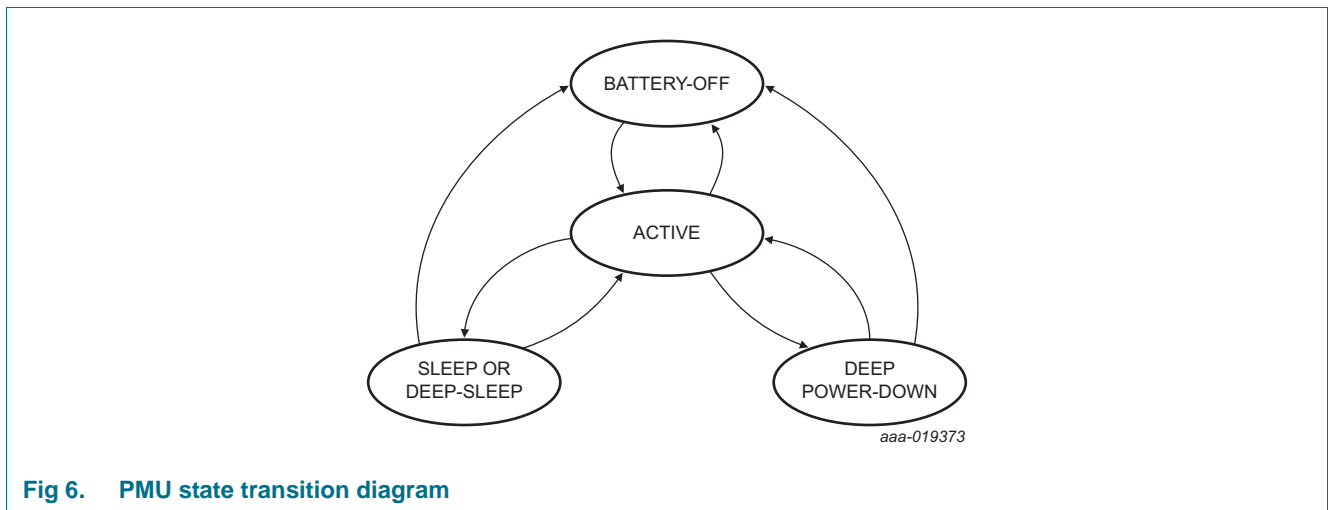 BATTERY-OFF
ACTIVE
SLEEP OR
DEEP-SLEEP
DEEP
POWER-DOWN
aaa-019373
Fig 6. PMU state transition diagram